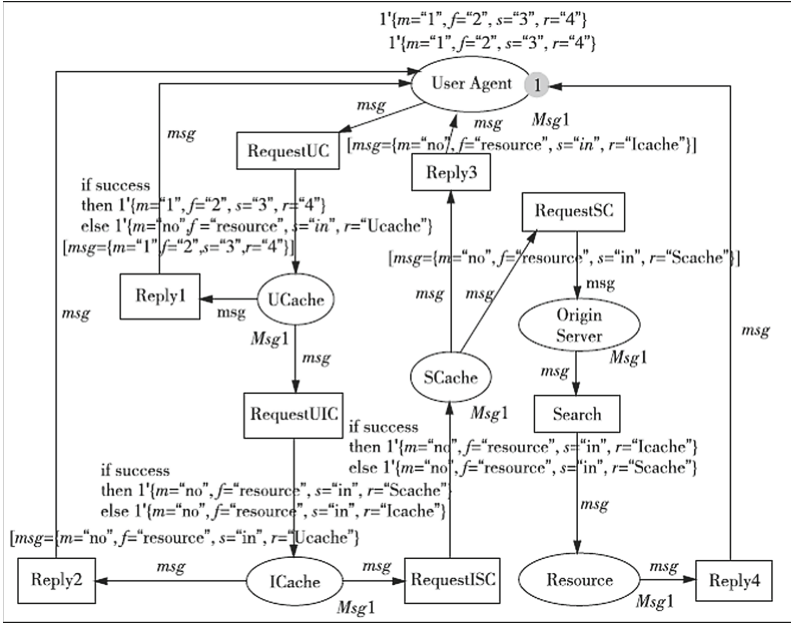 1'{m=“1”, f=“2”, s=“3”, r=“4”}
1'{m=“1”, f=“2”, s=“3”, r=“4”}
User Agent
1
Msg1
msg
msg
RequestUC
[msg={m=“no”, f=“resource”, s=“in”, r=“Icache”}]
Reply3
msg
if success
then 1'{m=“1”, f=“2”, s=“3”, r=“4”}
else 1'{m=“no”,f =“resource”, s=“in”, r=“Ucache”}
[msg={m=“1”,f=“2”,s=“3”,r=“4”}]
RequestSC
[msg={m=“no”, f=“resource”, s=“in”, r=“Scache”}]
Reply1
msg
UCache
Msg1
msg
msg
msg
msg
Origin
Server
Msg1
msg
msg
msg
SCache
Msg1
msg
RequestUIC
Search
if success
then 1'{m=“no”, f=“resource”, s=“in”, r=“Icache”}
else 1'{m=“no”, f=“resource”, s=“in”, r=“Scache”}
if success
then 1'{m=“no”, f=“resource”, s=“in”, r=“Scache”}
else 1'{m=“no”, f=“resource”, s=“in”, r=“Icache”}
[msg={m=“no”, f=“resource”, s=“in”, r=“Ucache”}
msg
Reply2
msg
ICache
Msg1
msg
RequestISC
Resource
Msg1
msg
Reply4